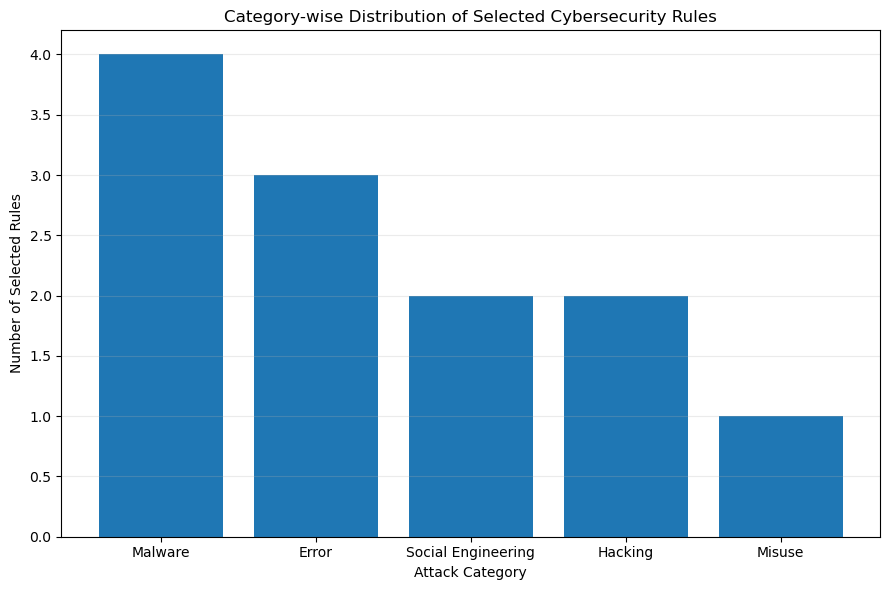 Category-wise Distribution of Selected Cybersecurity Rules
Number of Selected Rules
4.0
3.5
3.0
2.5
2.0
1.5
1.0
0.5
0.0
Malware Error Social Engineering Hacking Misuse
Attack Category